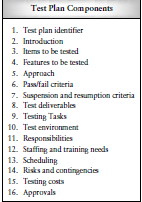 Test Plan Components
1. Test plan identifier
2. Introduction
3. Items to be tested
4. Features to be tested
5. Approach
6. Pass/fail criteria
7. Suspension and resumption criteria
8. Test deliverables
9. Testing Tasks
10. Test environment
11. Responsibilities
12. Staffing and training needs
13. Scheduling
14. Risks and contingencies
15. Testing costs
16. Approvals